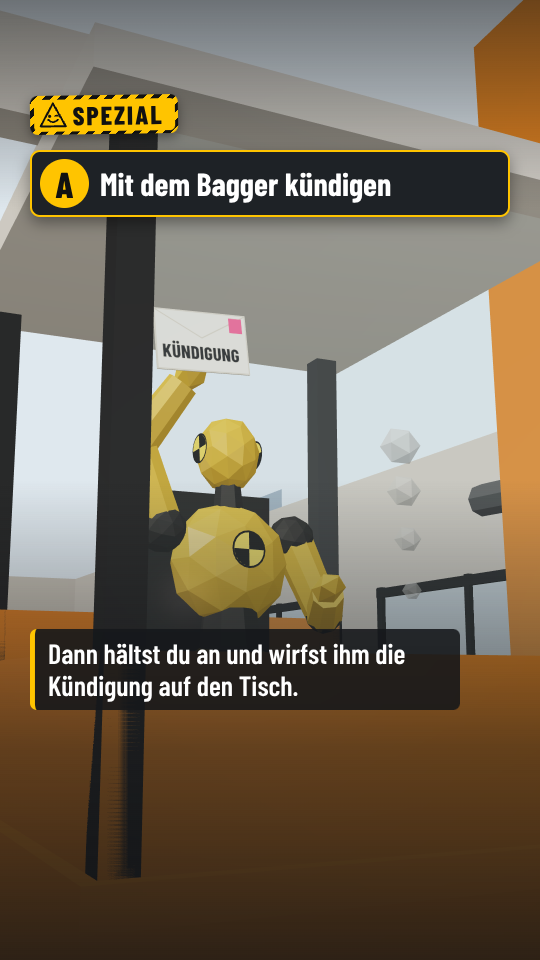 SPEZIAL
A Mit dem Bagger kündigen
KÜNDIGUNG
Dann hältst du an und wirfst ihm die
Kündigung auf den Tisch.